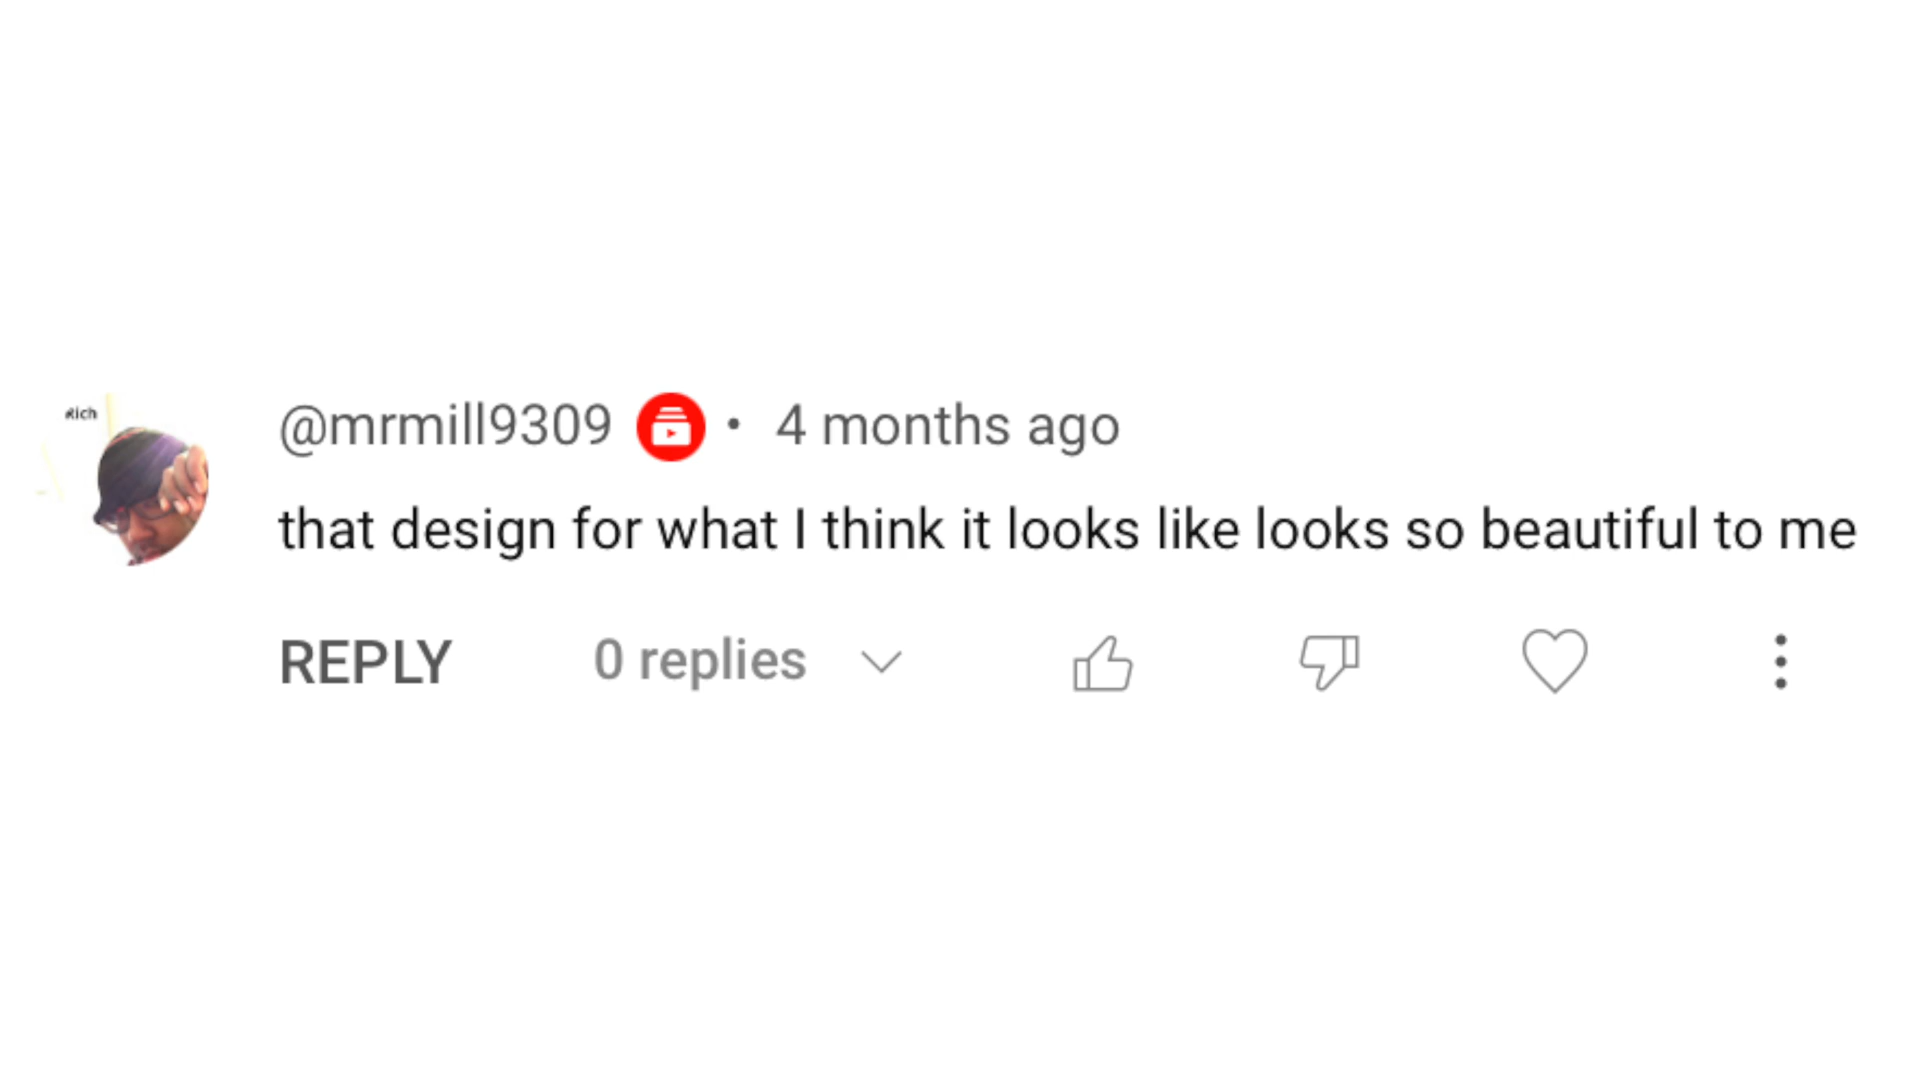 Rich
@mrmill9309 • 4 months ago
that design for what I think it looks like looks so beautiful to me
REPLY 0 replies